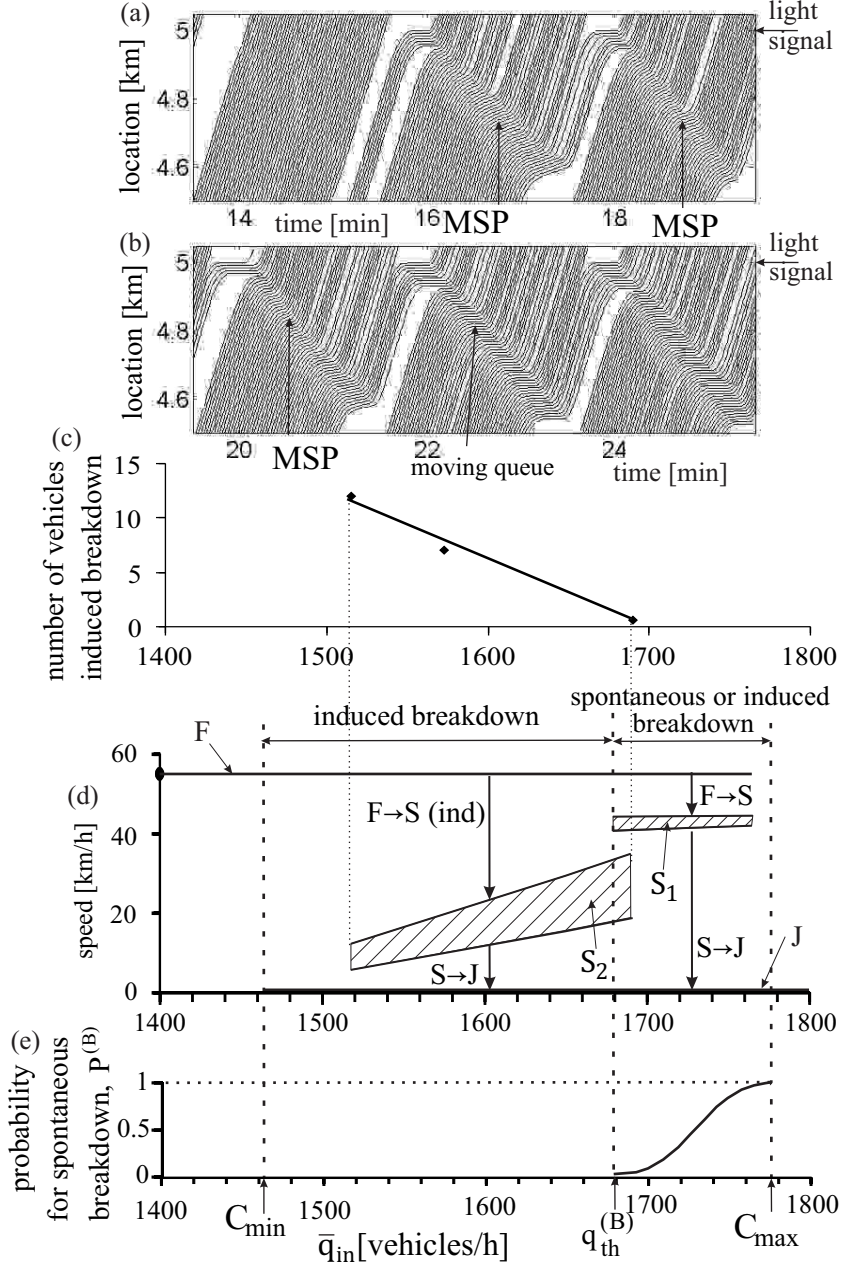 (a)
5
4.8
4.6
location [km]
light
signal
14
time [min]
16
MSP
18
MSP
(b)
5
4.8
4.6
location [km]
light
signal
20
MSP
22
moving queue
24
time [min]
(c)
15
10
5
0
number of vehicles
induced breakdown
1400
1500
1600
1700
1800
induced breakdown
spontaneous or induced
breakdown
F
60
(d)
F→S (ind)
F→S
40
speed [km/h]
S1
20
S→J
S2
S→J
J
0
1400
1500
1600
1700
1800
(e)
probability
for spontaneous
breakdown, P(B)
1
0.5
0
1400
1500
1600
1700
1800
Cmin
q̅in [vehicles/h]
qth(B)
Cmax